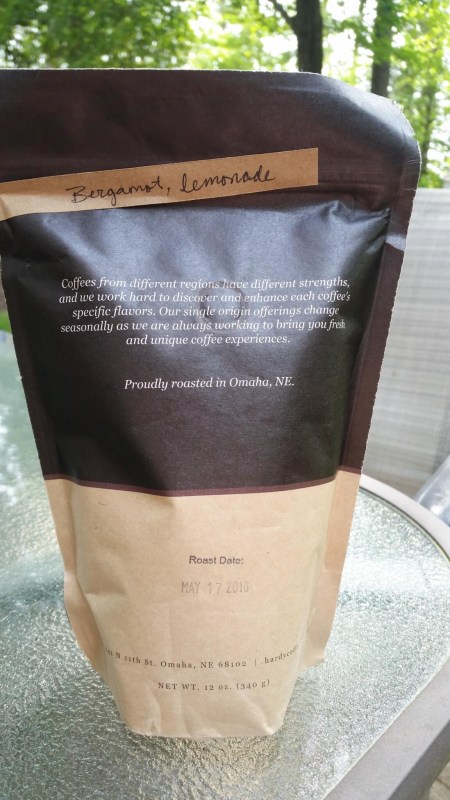 Bergamot, lemonade
Coffees from different regions have different strengths,
and we work hard to discover and enhance each coffee's
specific flavors. Our single origin offerings change
seasonally as we are always working to bring you fresh
and unique coffee experiences.
Proudly roasted in Omaha, NE.
Roast Date:
MAY 17 2016
N 11th St. Omaha, NE 68102 |
NET WT. 12 oz. (340 g)